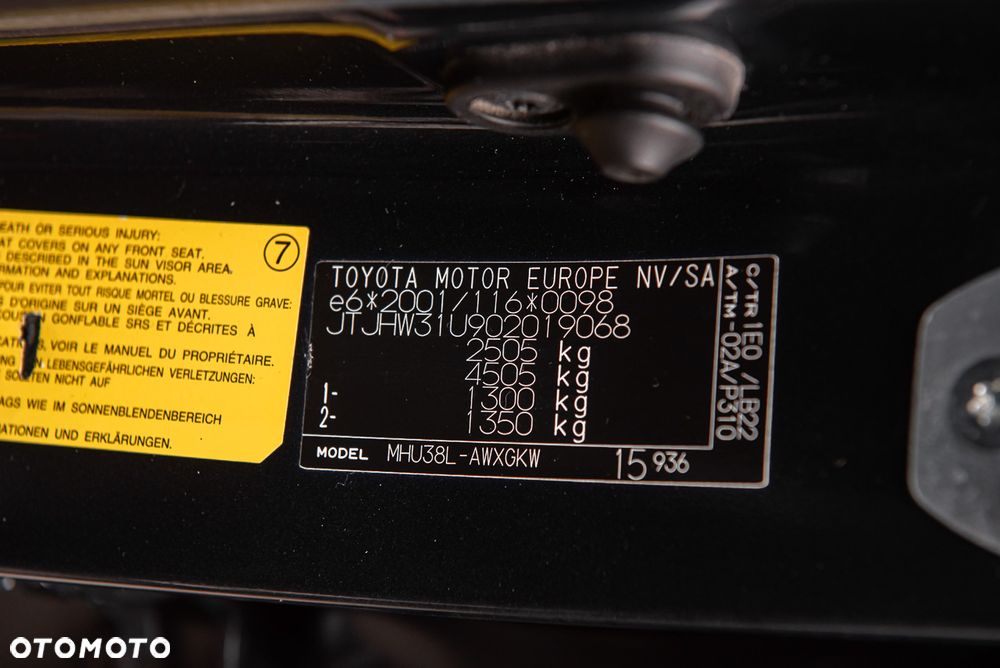 EATH OR SERIOUS INJURY:
AT COVERS ON ANY FRONT SEAT.
DESCRIBED IN THE SUN VISOR AREA,
RMATION AND EXPLANATIONS.
POUR EVITER TOUT RISQUE MORTEL OU BLESSURE GRAVE:
S D'ORIGINE SUR UN SIÈGE AVANT.
COUSSIN GONFLABLE SRS ET DÉCRITES À
VOIR LE MANUEL DU PROPRIÉTAIRE.
LEBENSGEFÄHRLICHEN VERLETZUNGEN:
NICHT AUF
AGS WIE IM SONNENBLENDENBEREICH
ATIONEN UND ERKLÄRUNGEN.
7
TOYOTA MOTOR EUROPE NV/SA
e6*2001/116*0098
JTJHW31U902019068
2505 kg
4505 kg
1- 1300 kg
2- 1350 kg
MODEL MHU38L-AWXGKW 15 936
C/TR 1E0 /LB22
A/TM-02A/P310
OTOMOTO